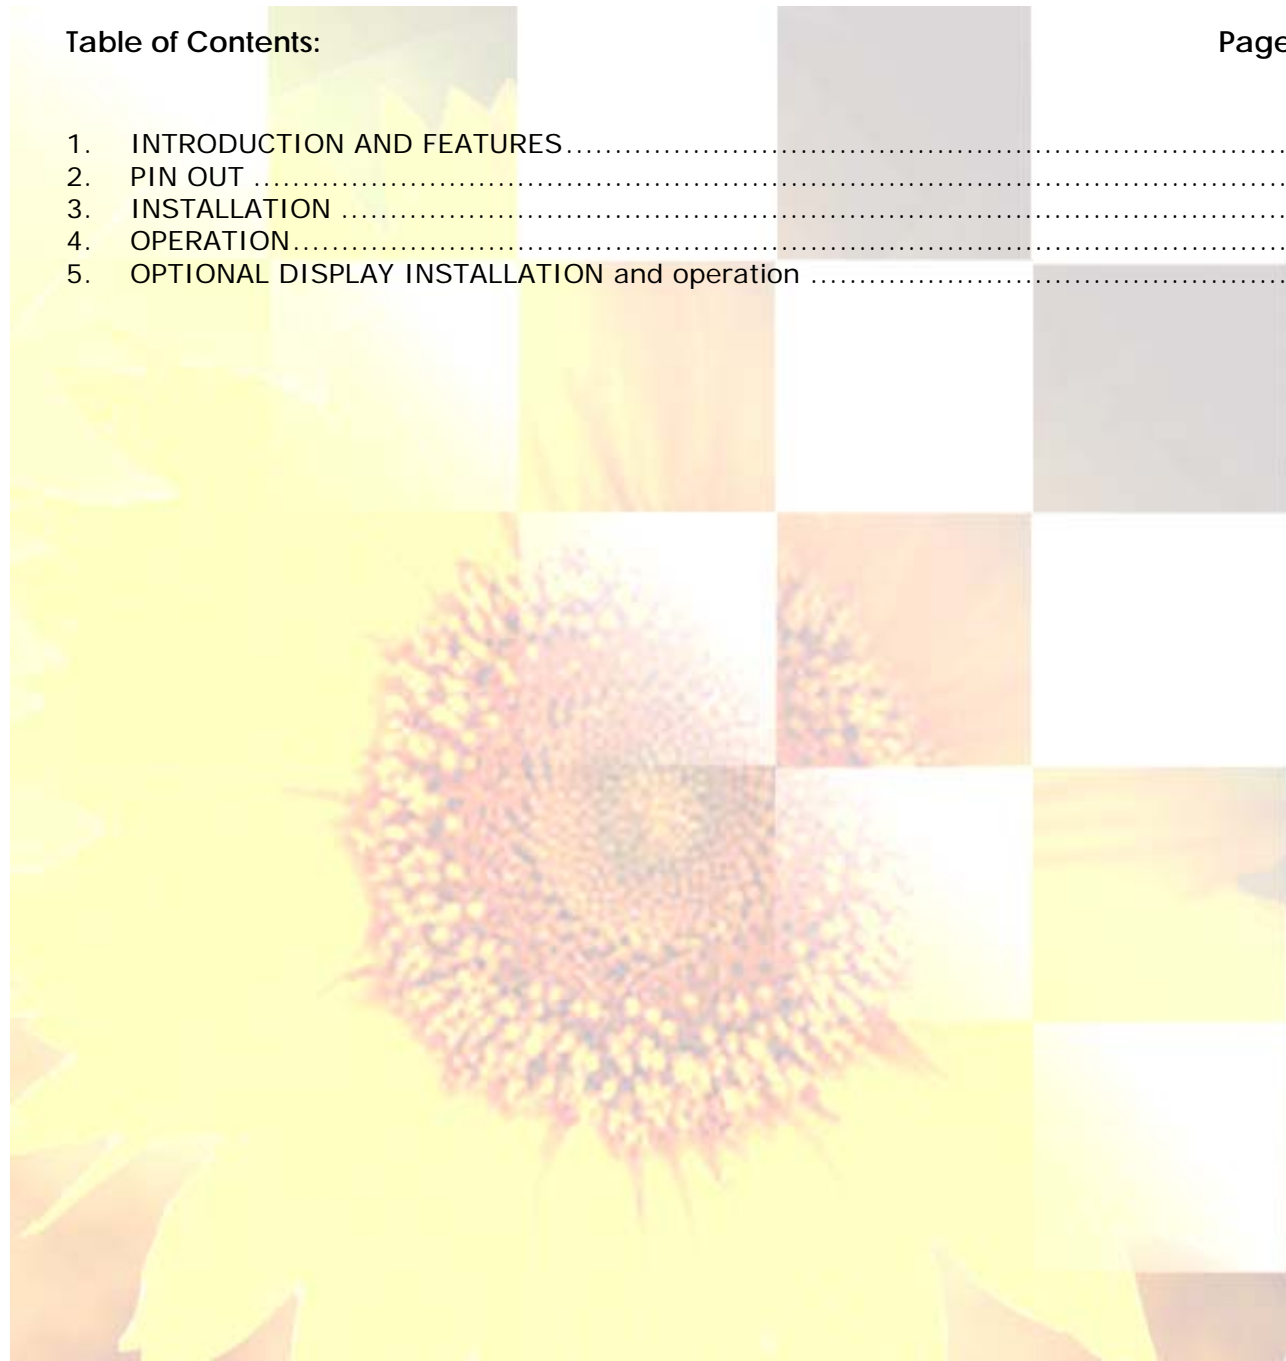 Table of Contents: Page
1. INTRODUCTION AND FEATURES................................................................................
2. PIN OUT ................................................................................................................
3. INSTALLATION .......................................................................................................
4. OPERATION............................................................................................................
5. OPTIONAL DISPLAY INSTALLATION and operation ..................................................